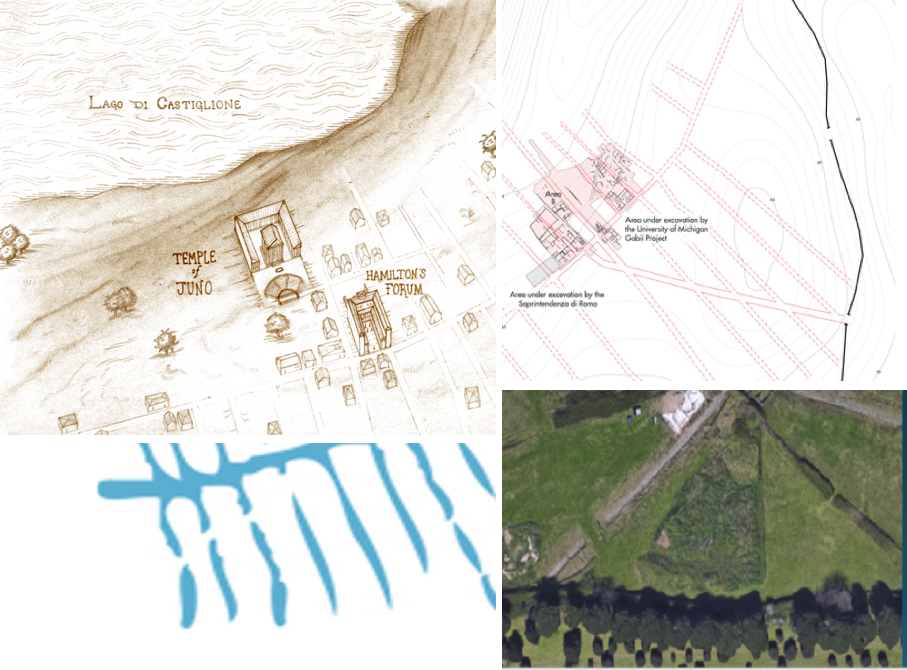 LAGO DI CASTIGLIONE
TEMPLE
of
JUNO
HAMILTON'S
FORUM
Area
B
Area under excavation by
the University of Michigan
Gabii Project
Area under excavation by the
Soprintendenza di Roma